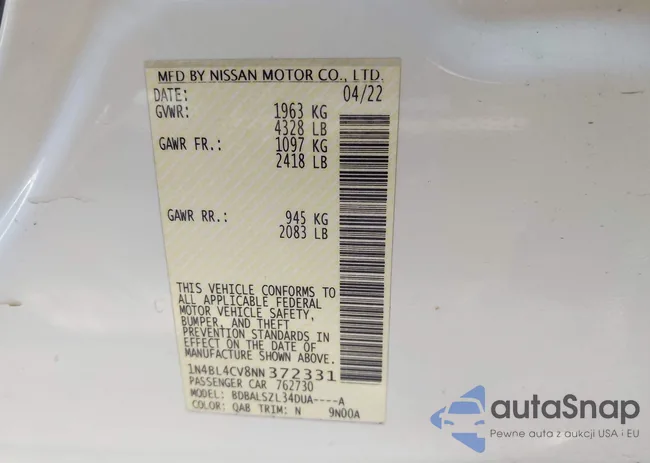 MFD BY NISSAN MOTOR CO., LTD.
DATE: 04/22
GVWR: 1963 KG
4328 LB
GAWR FR.: 1097 KG
2418 LB
GAWR RR.: 945 KG
2083 LB
THIS VEHICLE CONFORMS TO
ALL APPLICABLE FEDERAL
MOTOR VEHICLE SAFETY,
BUMPER, AND THEFT
PREVENTION STANDARDS IN
EFFECT ON THE DATE OF
MANUFACTURE SHOWN ABOVE.
1N4BL4CV8NN372331
PASSENGER CAR 762730
MODEL: BDBALSZL34DUA----A
COLOR: QAB TRIM: N 9N00A
autoSnap
Pewne auta z aukcji USA i EU